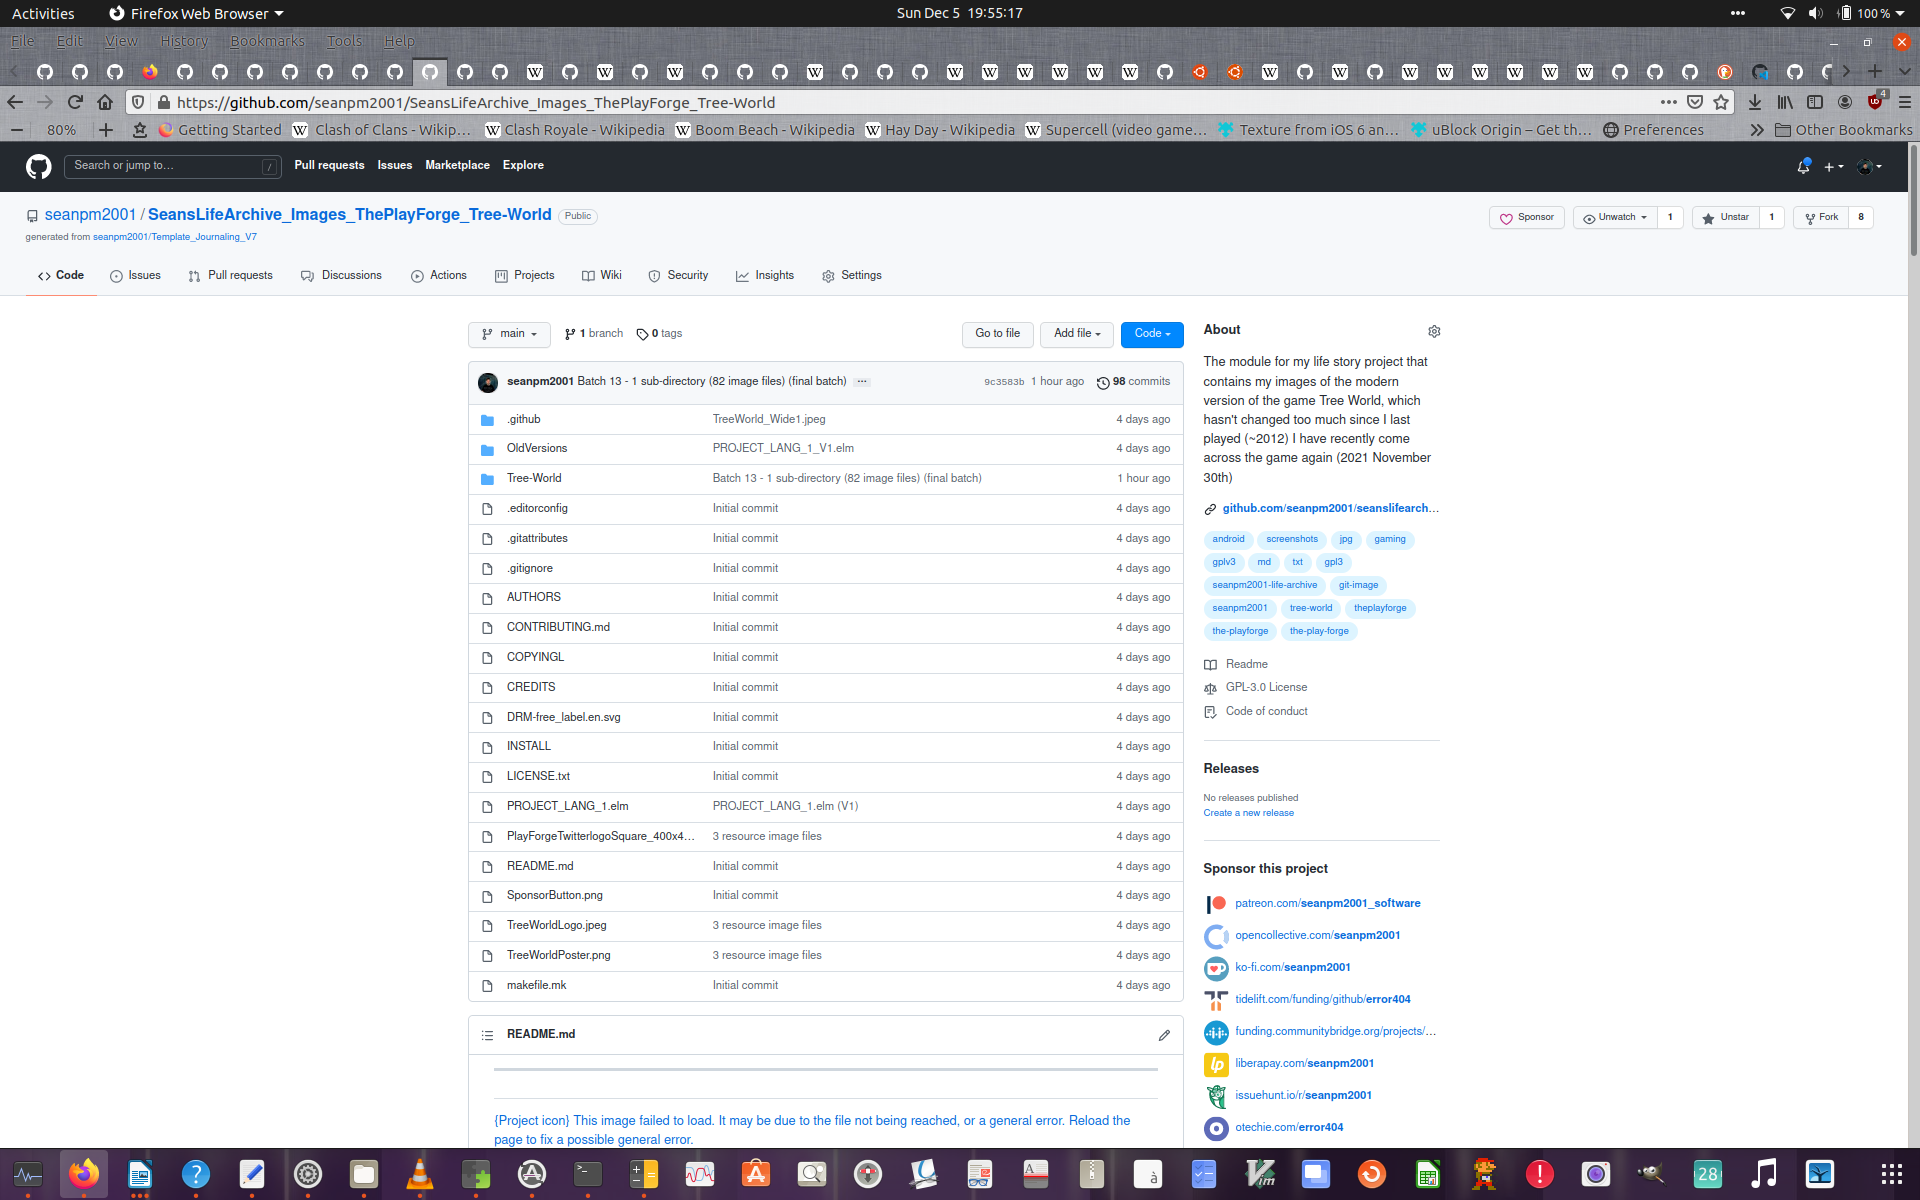 Activities
Firefox Web Browser
Sun Dec 5 19:55:17
100 %
File Edit View History Bookmarks Tools Help
https://github.com/seanpm2001/SeansLifeArchive_Images_ThePlayForge_Tree-World
4
80%
Getting Started
Clash of Clans - Wikip…
Clash Royale - Wikipedia
Boom Beach - Wikipedia
Hay Day - Wikipedia
Supercell (video game…
Texture from iOS 6 an…
uBlock Origin – Get th…
Preferences
Other Bookmarks
Search or jump to…
/
Pull requests Issues Marketplace Explore
seanpm2001 / SeansLifeArchive_Images_ThePlayForge_Tree-World Public
generated from seanpm2001/Template_Journaling_V7
Sponsor
Unwatch 1
Unstar 1
Fork 8
Code
Issues
Pull requests
Discussions
Actions
Projects
Wiki
Security
Insights
Settings
main
1 branch
0 tags
Go to file
Add file
Code
seanpm2001 Batch 13 - 1 sub-directory (82 image files) (final batch) … 9c3583b 1 hour ago 98 commits
.github TreeWorld_Wide1.jpeg 4 days ago
OldVersions PROJECT_LANG_1_V1.elm 4 days ago
Tree-World Batch 13 - 1 sub-directory (82 image files) (final batch) 1 hour ago
.editorconfig Initial commit 4 days ago
.gitattributes Initial commit 4 days ago
.gitignore Initial commit 4 days ago
AUTHORS Initial commit 4 days ago
CONTRIBUTING.md Initial commit 4 days ago
COPYINGL Initial commit 4 days ago
CREDITS Initial commit 4 days ago
DRM-free_label.en.svg Initial commit 4 days ago
INSTALL Initial commit 4 days ago
LICENSE.txt Initial commit 4 days ago
PROJECT_LANG_1.elm PROJECT_LANG_1.elm (V1) 4 days ago
PlayForgeTwitterlogoSquare_400x4… 3 resource image files 4 days ago
README.md Initial commit 4 days ago
SponsorButton.png Initial commit 4 days ago
TreeWorldLogo.jpeg 3 resource image files 4 days ago
TreeWorldPoster.png 3 resource image files 4 days ago
makefile.mk Initial commit 4 days ago
README.md
{Project icon} This image failed to load. It may be due to the file not being reached, or a general error. Reload the
page to fix a possible general error.
About
The module for my life story project that
contains my images of the modern
version of the game Tree World, which
hasn't changed too much since I last
played (~2012) I have recently come
across the game again (2021 November
30th)
github.com/seanpm2001/seanslifearch…
android screenshots jpg gaming
gplv3 md txt gpl3
seanpm2001-life-archive git-image
seanpm2001 tree-world theplayforge
the-playforge the-play-forge
Readme
GPL-3.0 License
Code of conduct
Releases
No releases published
Create a new release
Sponsor this project
patreon.com/seanpm2001_software
opencollective.com/seanpm2001
ko-fi.com/seanpm2001
tidelift.com/funding/github/error404
funding.communitybridge.org/projects/…
lp liberapay.com/seanpm2001
issuehunt.io/r/seanpm2001
otechie.com/error404
28